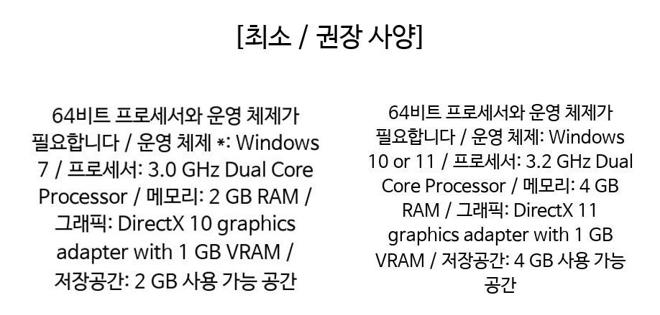 [최소 / 권장 사양]
64비트 프로세서와 운영 체제가
필요합니다 / 운영 체제 *: Windows
7 / 프로세서: 3.0 GHz Dual Core
Processor / 메모리: 2 GB RAM /
그래픽: DirectX 10 graphics
adapter with 1 GB VRAM /
저장공간: 2 GB 사용 가능 공간
64비트 프로세서와 운영 체제가
필요합니다 / 운영 체제: Windows
10 or 11 / 프로세서: 3.2 GHz Dual
Core Processor / 메모리: 4 GB
RAM / 그래픽: DirectX 11
graphics adapter with 1 GB
VRAM / 저장공간: 4 GB 사용 가능
공간